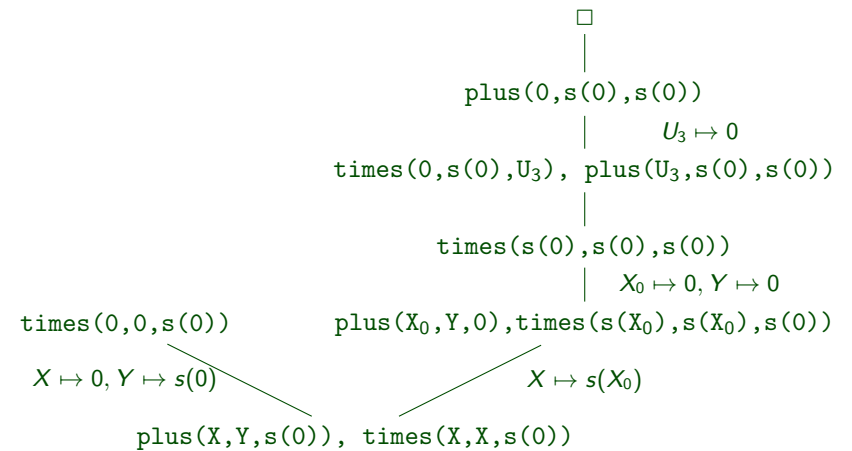 □
plus(0,s(0),s(0))
U₃ ↦ 0
times(0,s(0),U₃), plus(U₃,s(0),s(0))
times(s(0),s(0),s(0))
X₀ ↦ 0, Y ↦ 0
times(0,0,s(0))
plus(X₀,Y,0),times(s(X₀),s(X₀),s(0))
X ↦ 0, Y ↦ s(0)
X ↦ s(X₀)
plus(X,Y,s(0)), times(X,X,s(0))